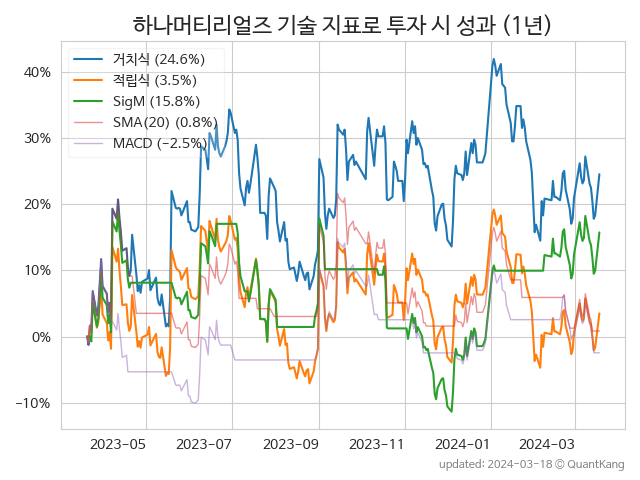 하나머티리얼즈 기술 지표로 투자 시 성과 (1년)
거치식 (24.6%)
적립식 (3.5%)
SigM (15.8%)
SMA(20) (0.8%)
MACD (−2.5%)
40%
30%
20%
10%
0%
−10%
2023-05 2023-07 2023-09 2023-11 2024-01 2024-03
updated: 2024-03-18 © QuantKang